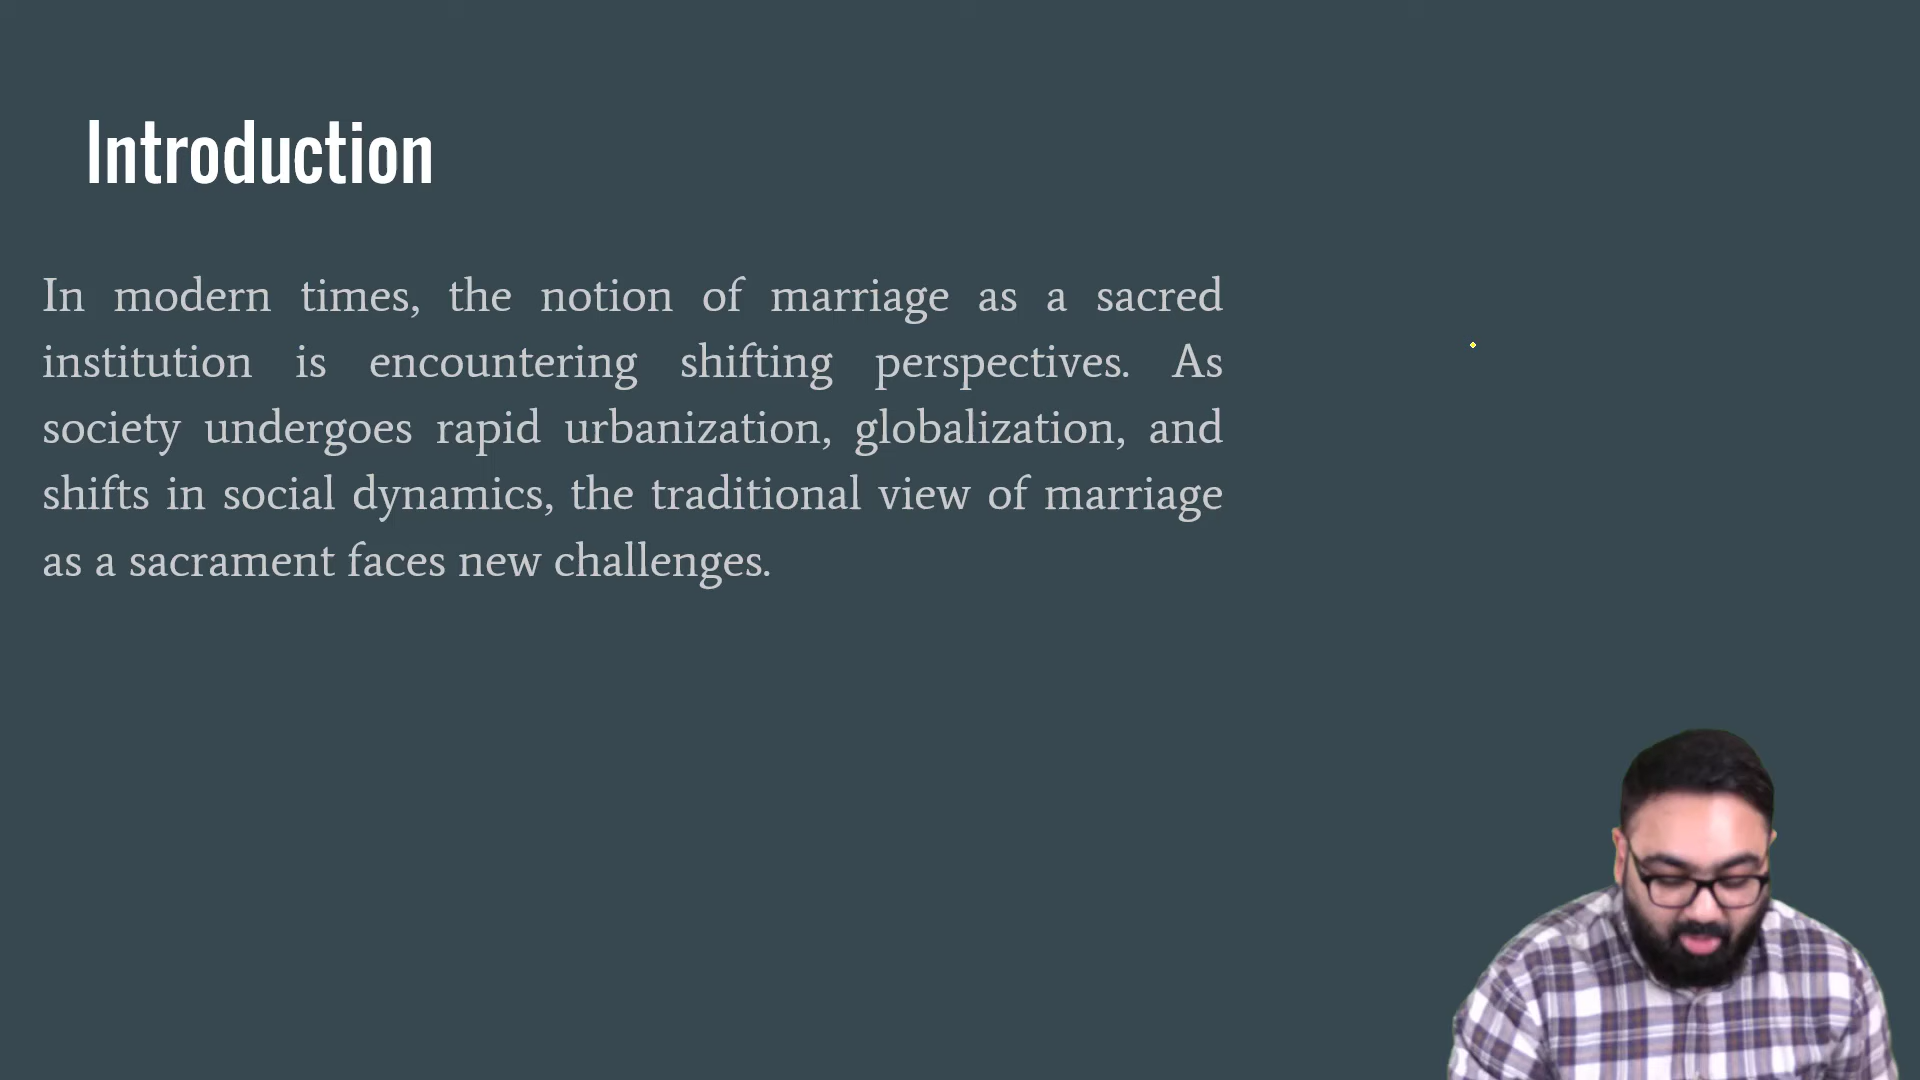 Introduction
In modern times, the notion of marriage as a sacred
institution is encountering shifting perspectives. As
society undergoes rapid urbanization, globalization, and
shifts in social dynamics, the traditional view of marriage
as a sacrament faces new challenges.